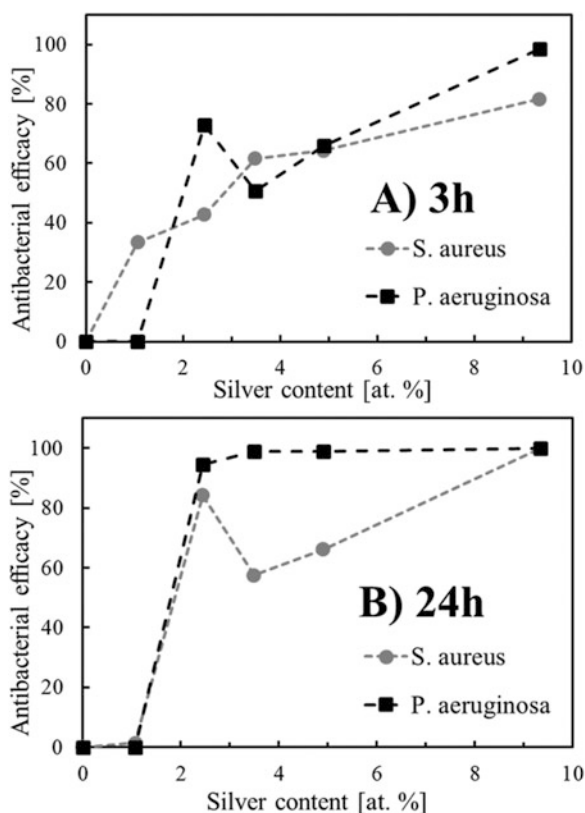 Antibacterial efficacy [%]
100
80
60
40
20
0
A) 3h
S. aureus
P. aeruginosa
0 2 4 6 8 10
Silver content [at. %]
Antibacterial efficacy [%]
100
80
60
40
20
0
B) 24h
S. aureus
P. aeruginosa
0 2 4 6 8 10
Silver content [at. %]